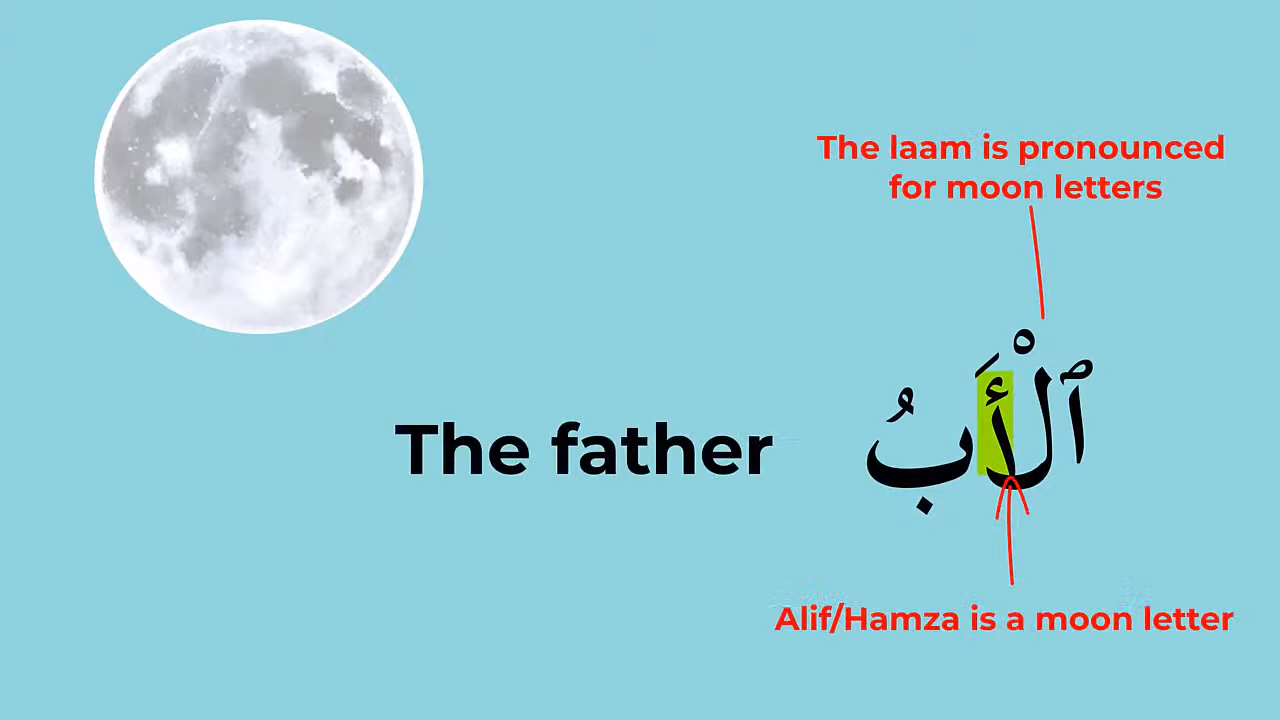 The laam is pronounced
for moon letters
The father
ٱلْأَبُ
Alif/Hamza is a moon letter